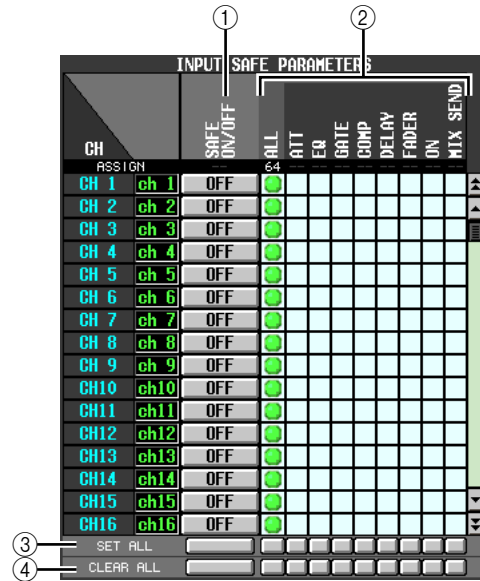 ① ②
INPUT SAFE PARAMETERS
CH SAFE ON/OFF ALL ATT EQ GATE COMP DELAY FADER ON MIX SEND
ASSIGN -- 64 -- -- -- -- -- -- -- --
CH 1 ch 1 OFF
CH 2 ch 2 OFF
CH 3 ch 3 OFF
CH 4 ch 4 OFF
CH 5 ch 5 OFF
CH 6 ch 6 OFF
CH 7 ch 7 OFF
CH 8 ch 8 OFF
CH 9 ch 9 OFF
CH10 ch10 OFF
CH11 ch11 OFF
CH12 ch12 OFF
CH13 ch13 OFF
CH14 ch14 OFF
CH15 ch15 OFF
CH16 ch16 OFF
③ SET ALL
④ CLEAR ALL